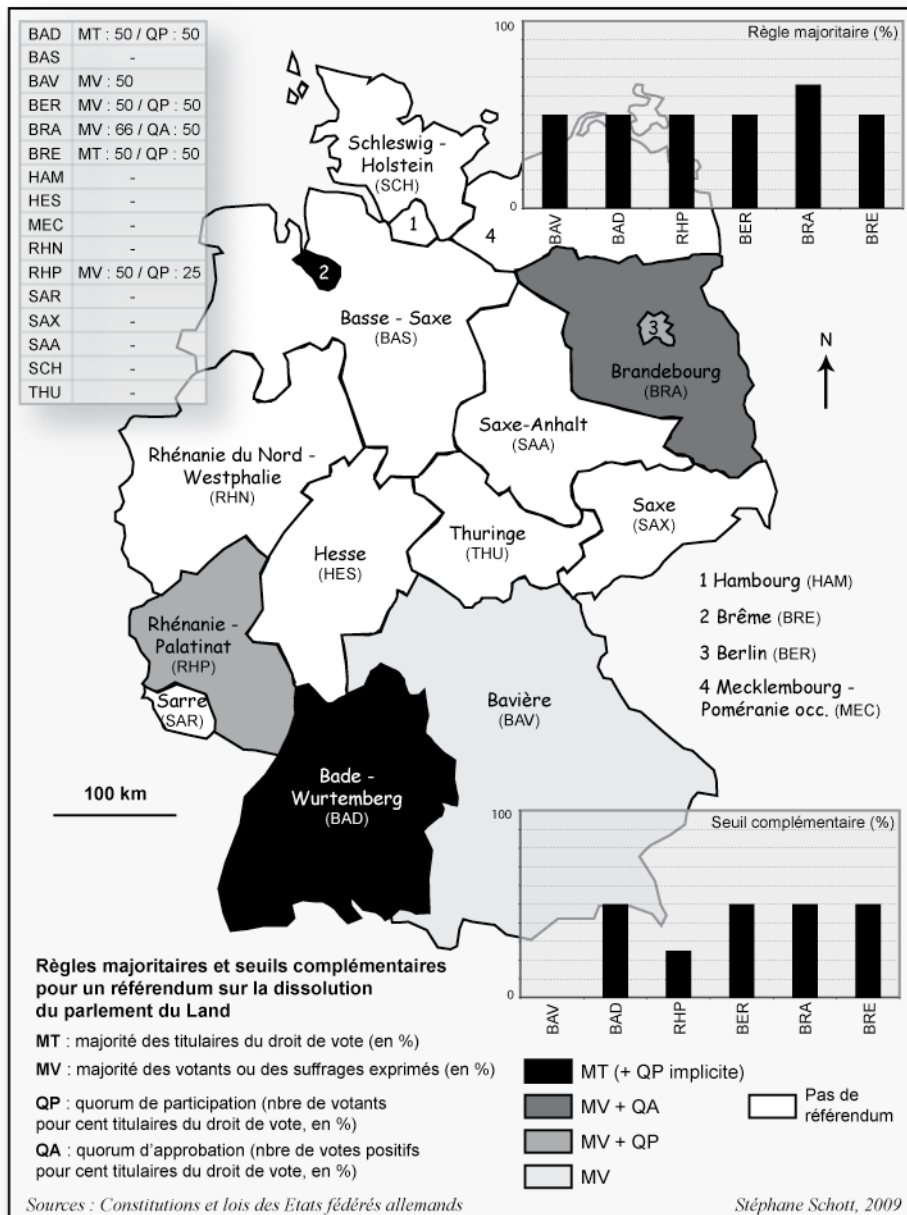 BAD MT : 50 / QP : 50
BAS -
BAV MV : 50
BER MV : 50 / QP : 50
BRA MV : 66 / QA : 50
BRE MT : 50 / QP : 50
HAM -
HES -
MEC -
RHN -
RHP MV : 50 / QP : 25
SAR -
SAX -
SAA -
SCH -
THU -
100
Règle majoritaire (%)
0
BAV BAD RHP BER BRA BRE
Schleswig -
Holstein
(SCH)
1
4
2
Basse - Saxe
(BAS)
3
Brandebourg
(BRA)
N
Saxe-Anhalt
(SAA)
Rhénanie du Nord -
Westphalie
(RHN)
Saxe
(SAX)
Thuringe
(THU)
Hesse
(HES)
1 Hambourg (HAM)
2 Brême (BRE)
3 Berlin (BER)
4 Mecklembourg -
Poméranie occ. (MEC)
Rhénanie -
Palatinat
(RHP)
Sarre
(SAR)
Bavière
(BAV)
Bade -
Wurtemberg
(BAD)
100 km
100
Seuil complémentaire (%)
0
BAV BAD RHP BER BRA BRE
Règles majoritaires et seuils complémentaires
pour un référendum sur la dissolution
du parlement du Land
MT : majorité des titulaires du droit de vote (en %)
MV : majorité des votants ou des suffrages exprimés (en %)
QP : quorum de participation (nbre de votants
pour cent titulaires du droit de vote, en %)
QA : quorum d'approbation (nbre de votes positifs
pour cent titulaires du droit de vote, en %)
MT (+ QP implicite)
MV + QA
MV + QP
MV
Pas de
référendum
Sources : Constitutions et lois des Etats fédérés allemands
Stéphane Schott, 2009